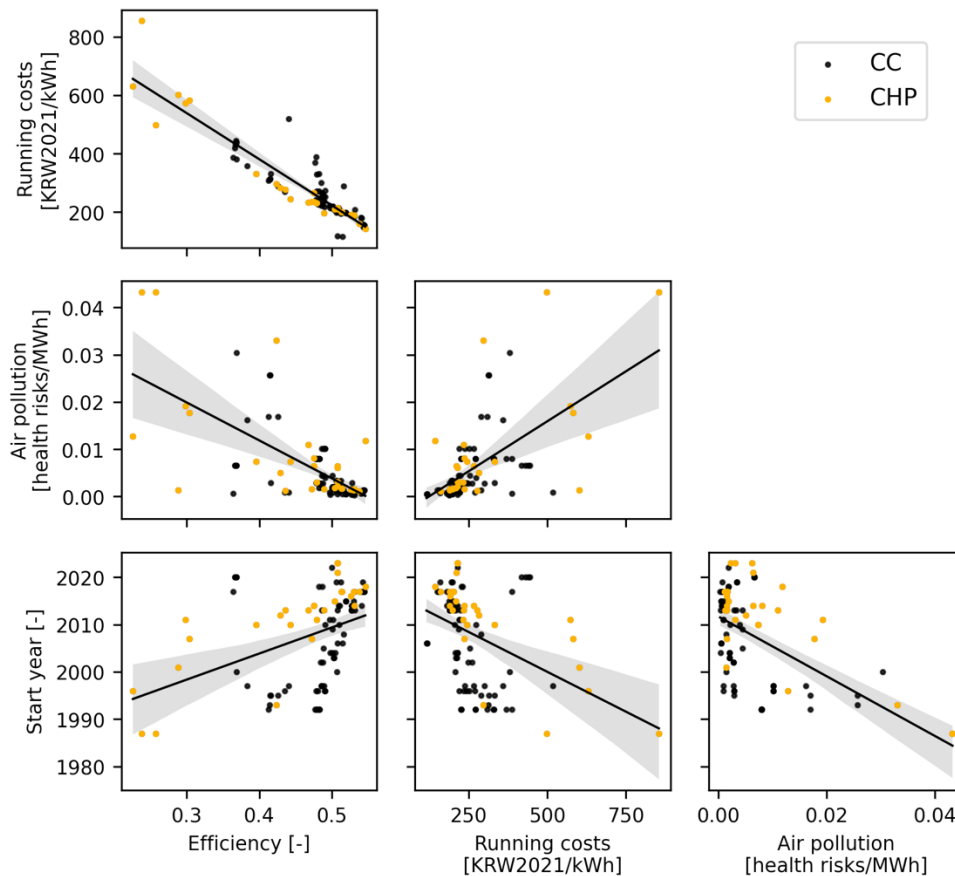 800
600
400
200
Running costs
[KRW2021/kWh]
CC
CHP
0.04
0.03
0.02
0.01
0.00
Air pollution
[health risks/MWh]
2020
2010
2000
1990
1980
Start year [-]
0.3 0.4 0.5
Efficiency [-]
250 500 750
Running costs
[KRW2021/kWh]
0.00 0.02 0.04
Air pollution
[health risks/MWh]